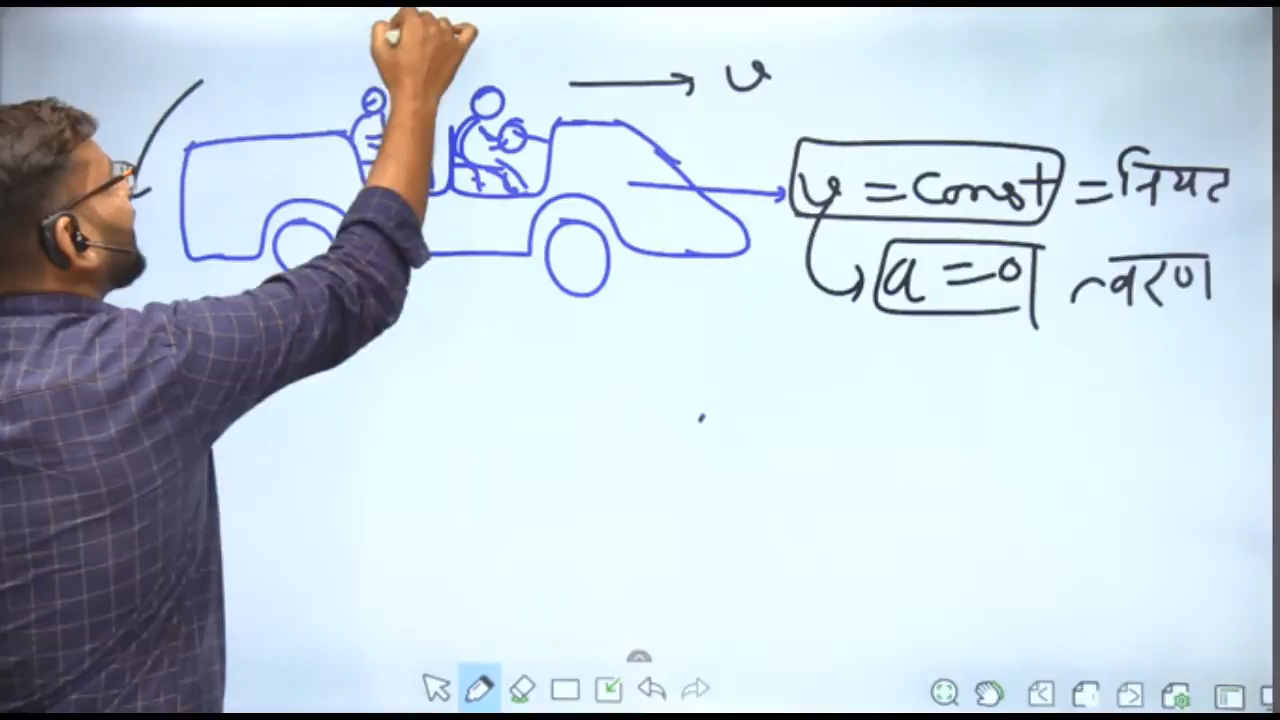 v
v = const = नियत
a = 0 त्वरण